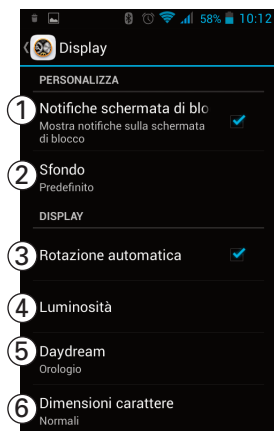 58% 10:12
Display
PERSONALIZZA
1 Notifiche schermata di blo
Mostra notifiche sulla schermata
di blocco
2 Sfondo
Predefinito
DISPLAY
3 Rotazione automatica
4 Luminosità
5 Daydream
Orologio
6 Dimensioni carattere
Normali